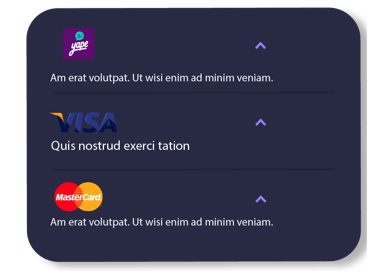 yape
Am erat volutpat. Ut wisi enim ad minim veniam.
VISA
Quis nostrud exerci tation
MasterCard
Am erat volutpat. Ut wisi enim ad minim veniam.